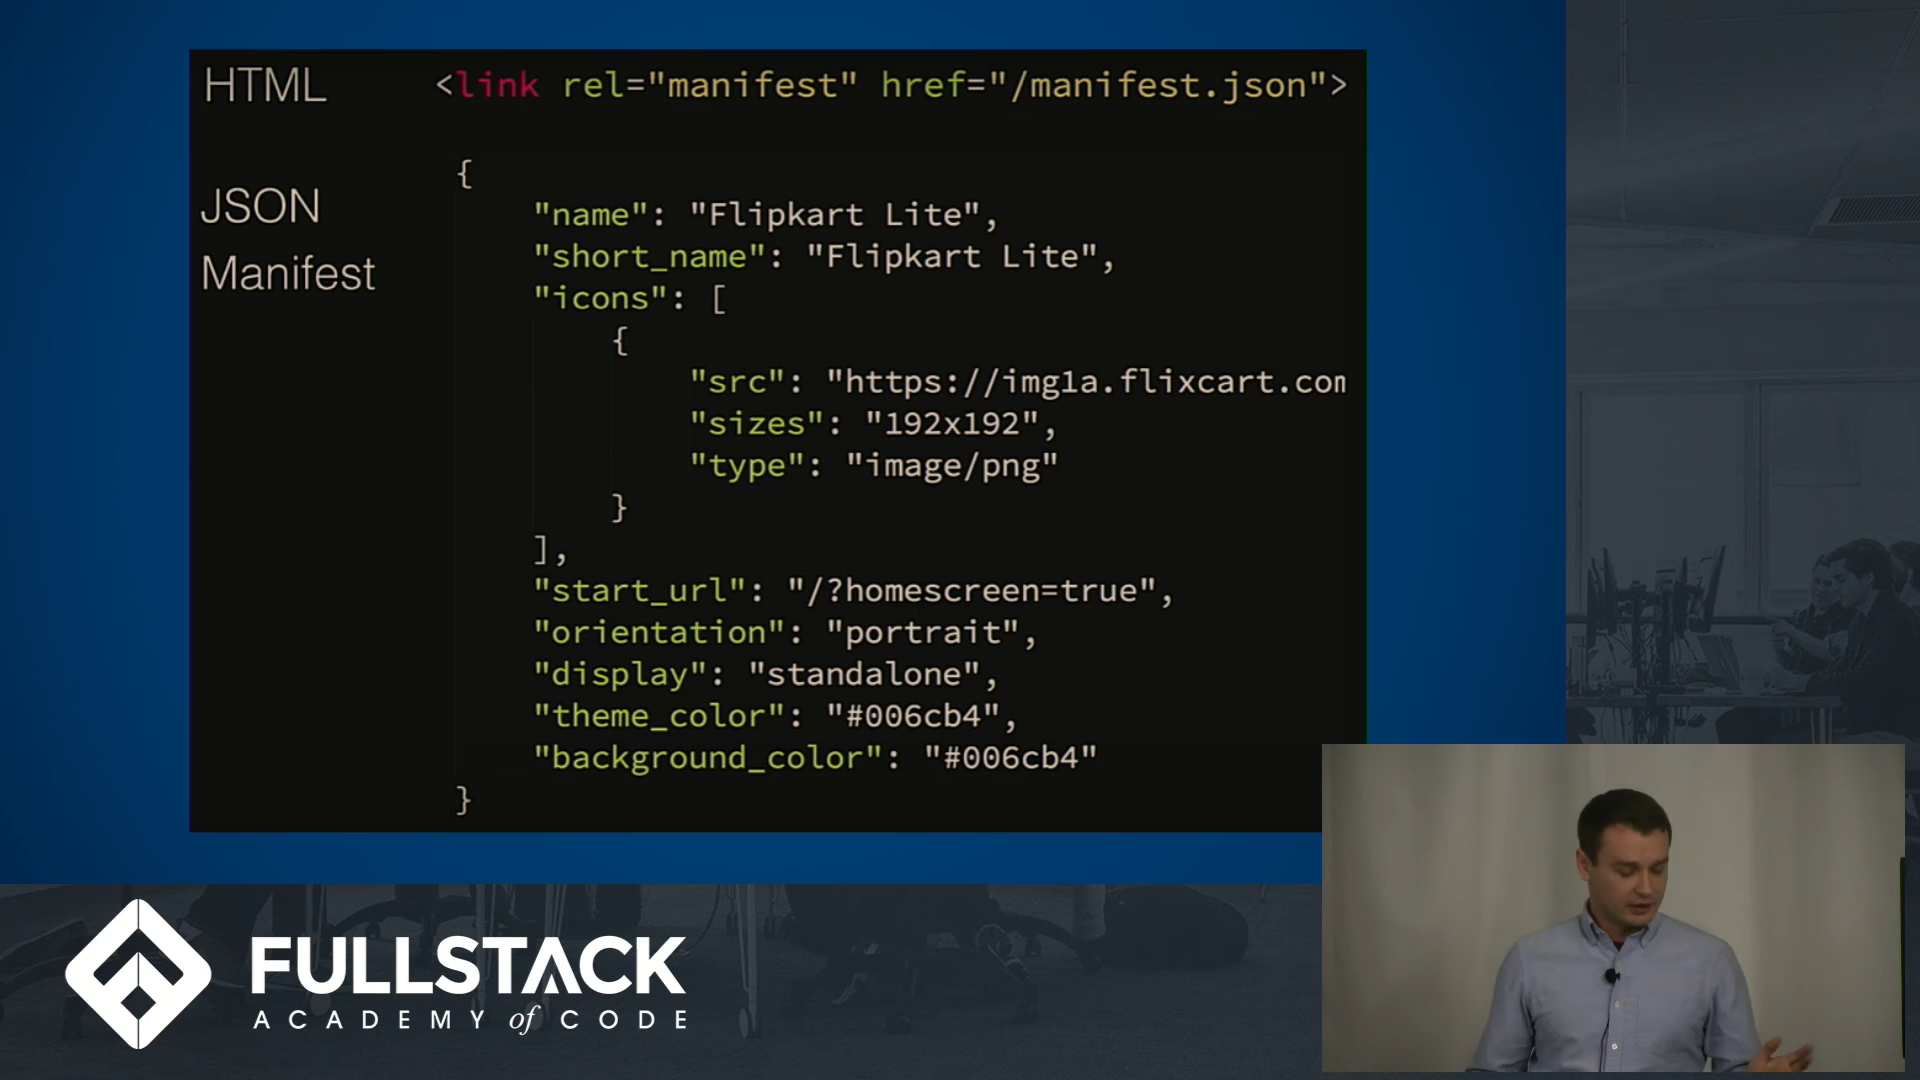 HTML
<link rel="manifest" href="/manifest.json">
JSON
Manifest
{
"name": "Flipkart Lite",
"short_name": "Flipkart Lite",
"icons": [
{
"src": "https://img1a.flixcart.com
"sizes": "192x192",
"type": "image/png"
}
],
"start_url": "/?homescreen=true",
"orientation": "portrait",
"display": "standalone",
"theme_color": "#006cb4",
"background_color": "#006cb4"
}
FULLSTACK
ACADEMY of CODE